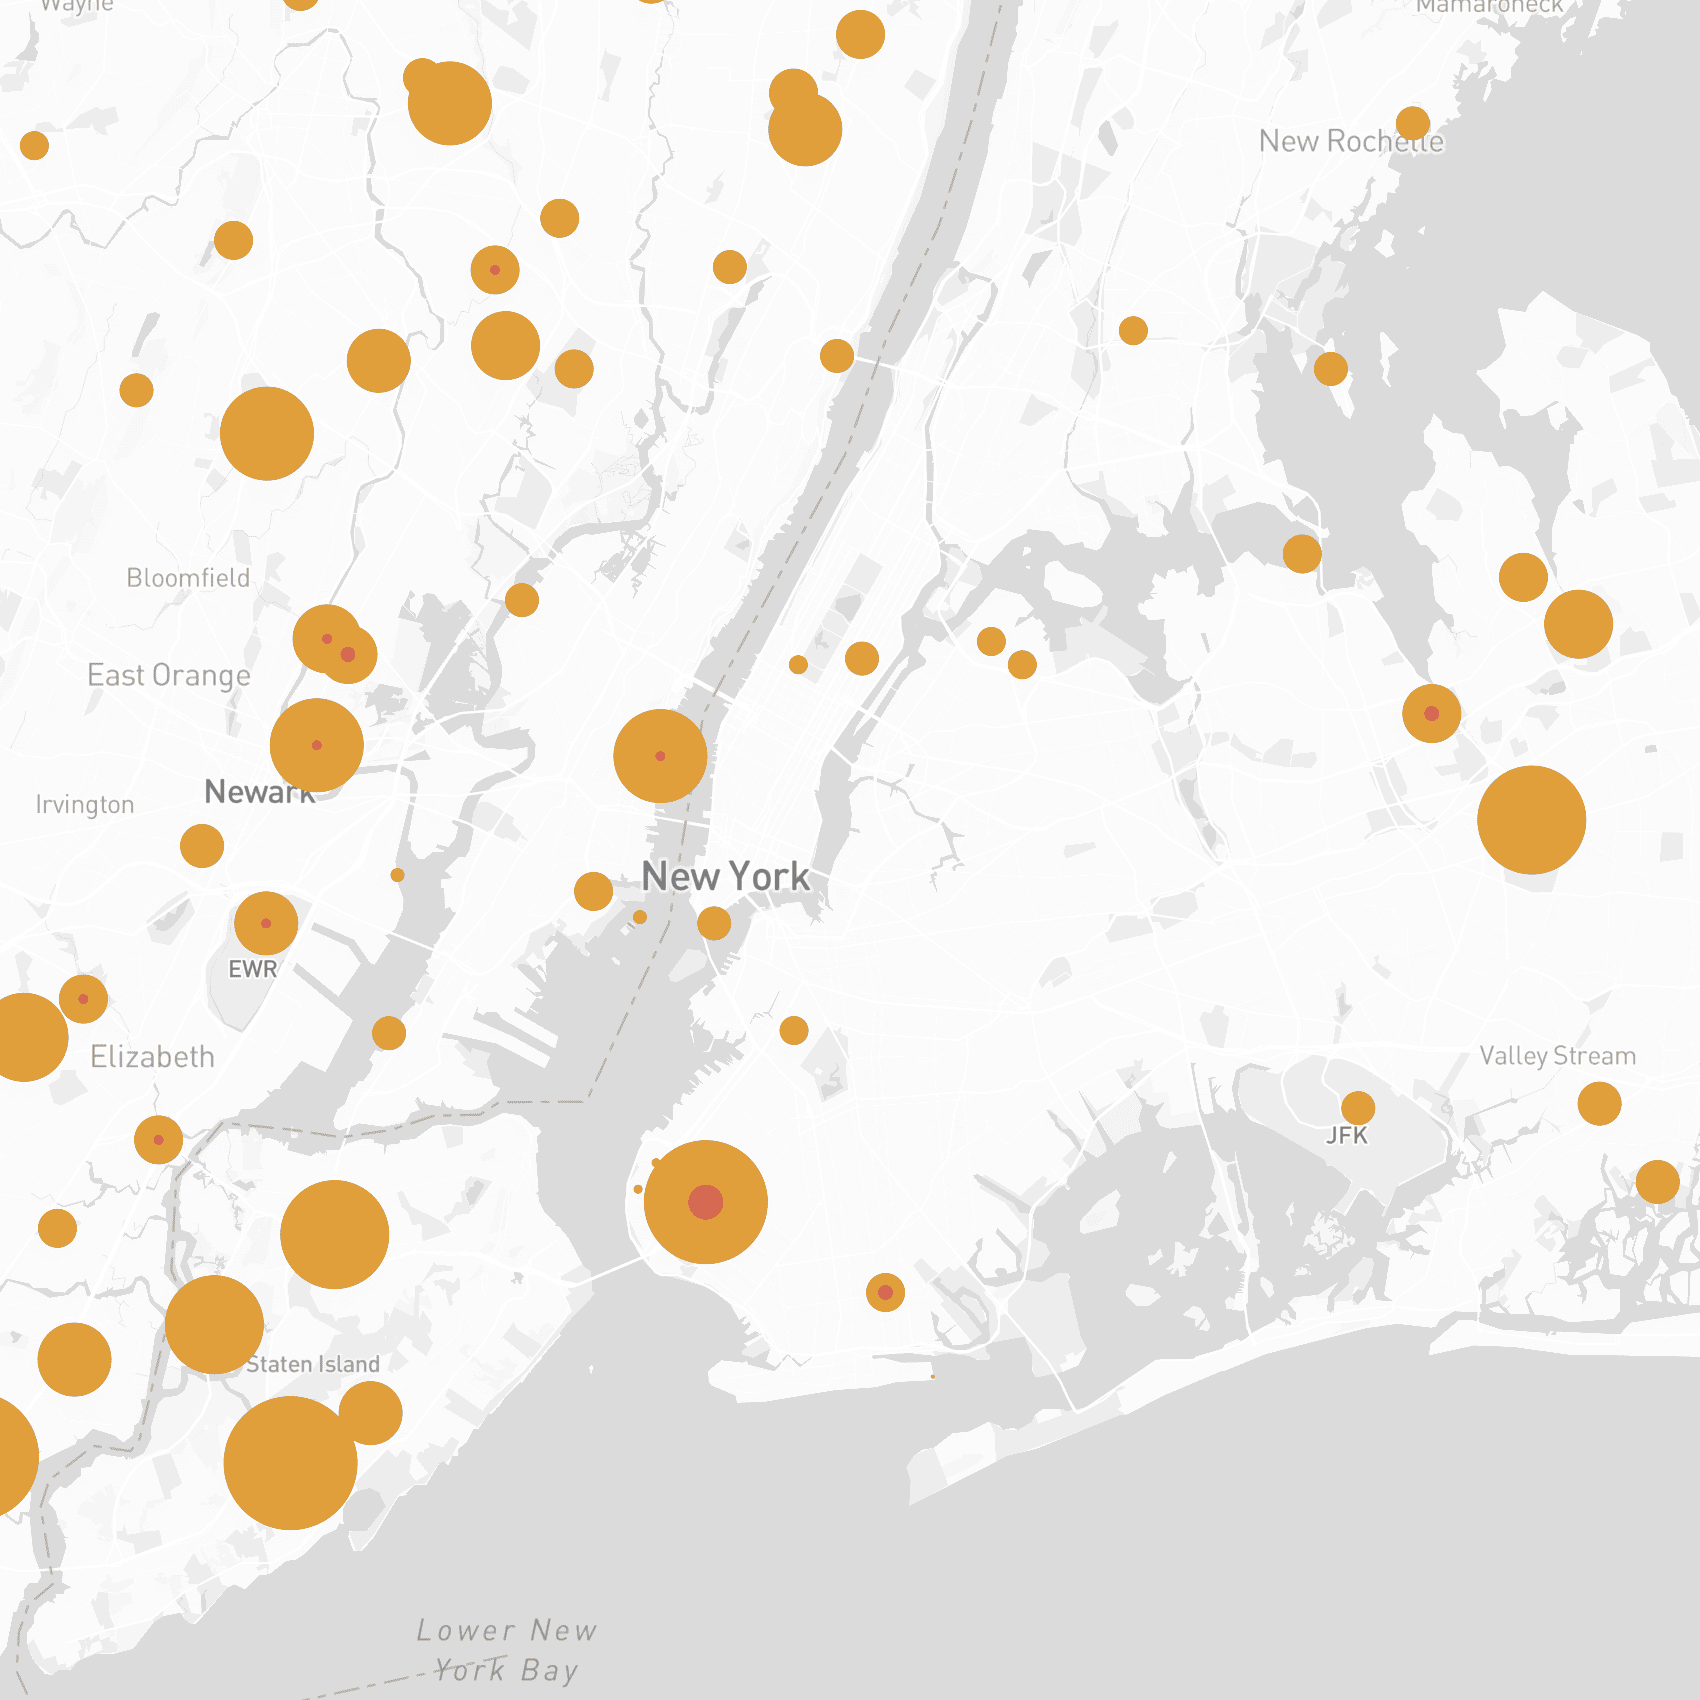 Wayne
Mamaroneck
New Rochelle
Bloomfield
East Orange
Newark
Irvington
New York
EWR
Elizabeth
Valley Stream
JFK
Staten Island
Lower New
York Bay